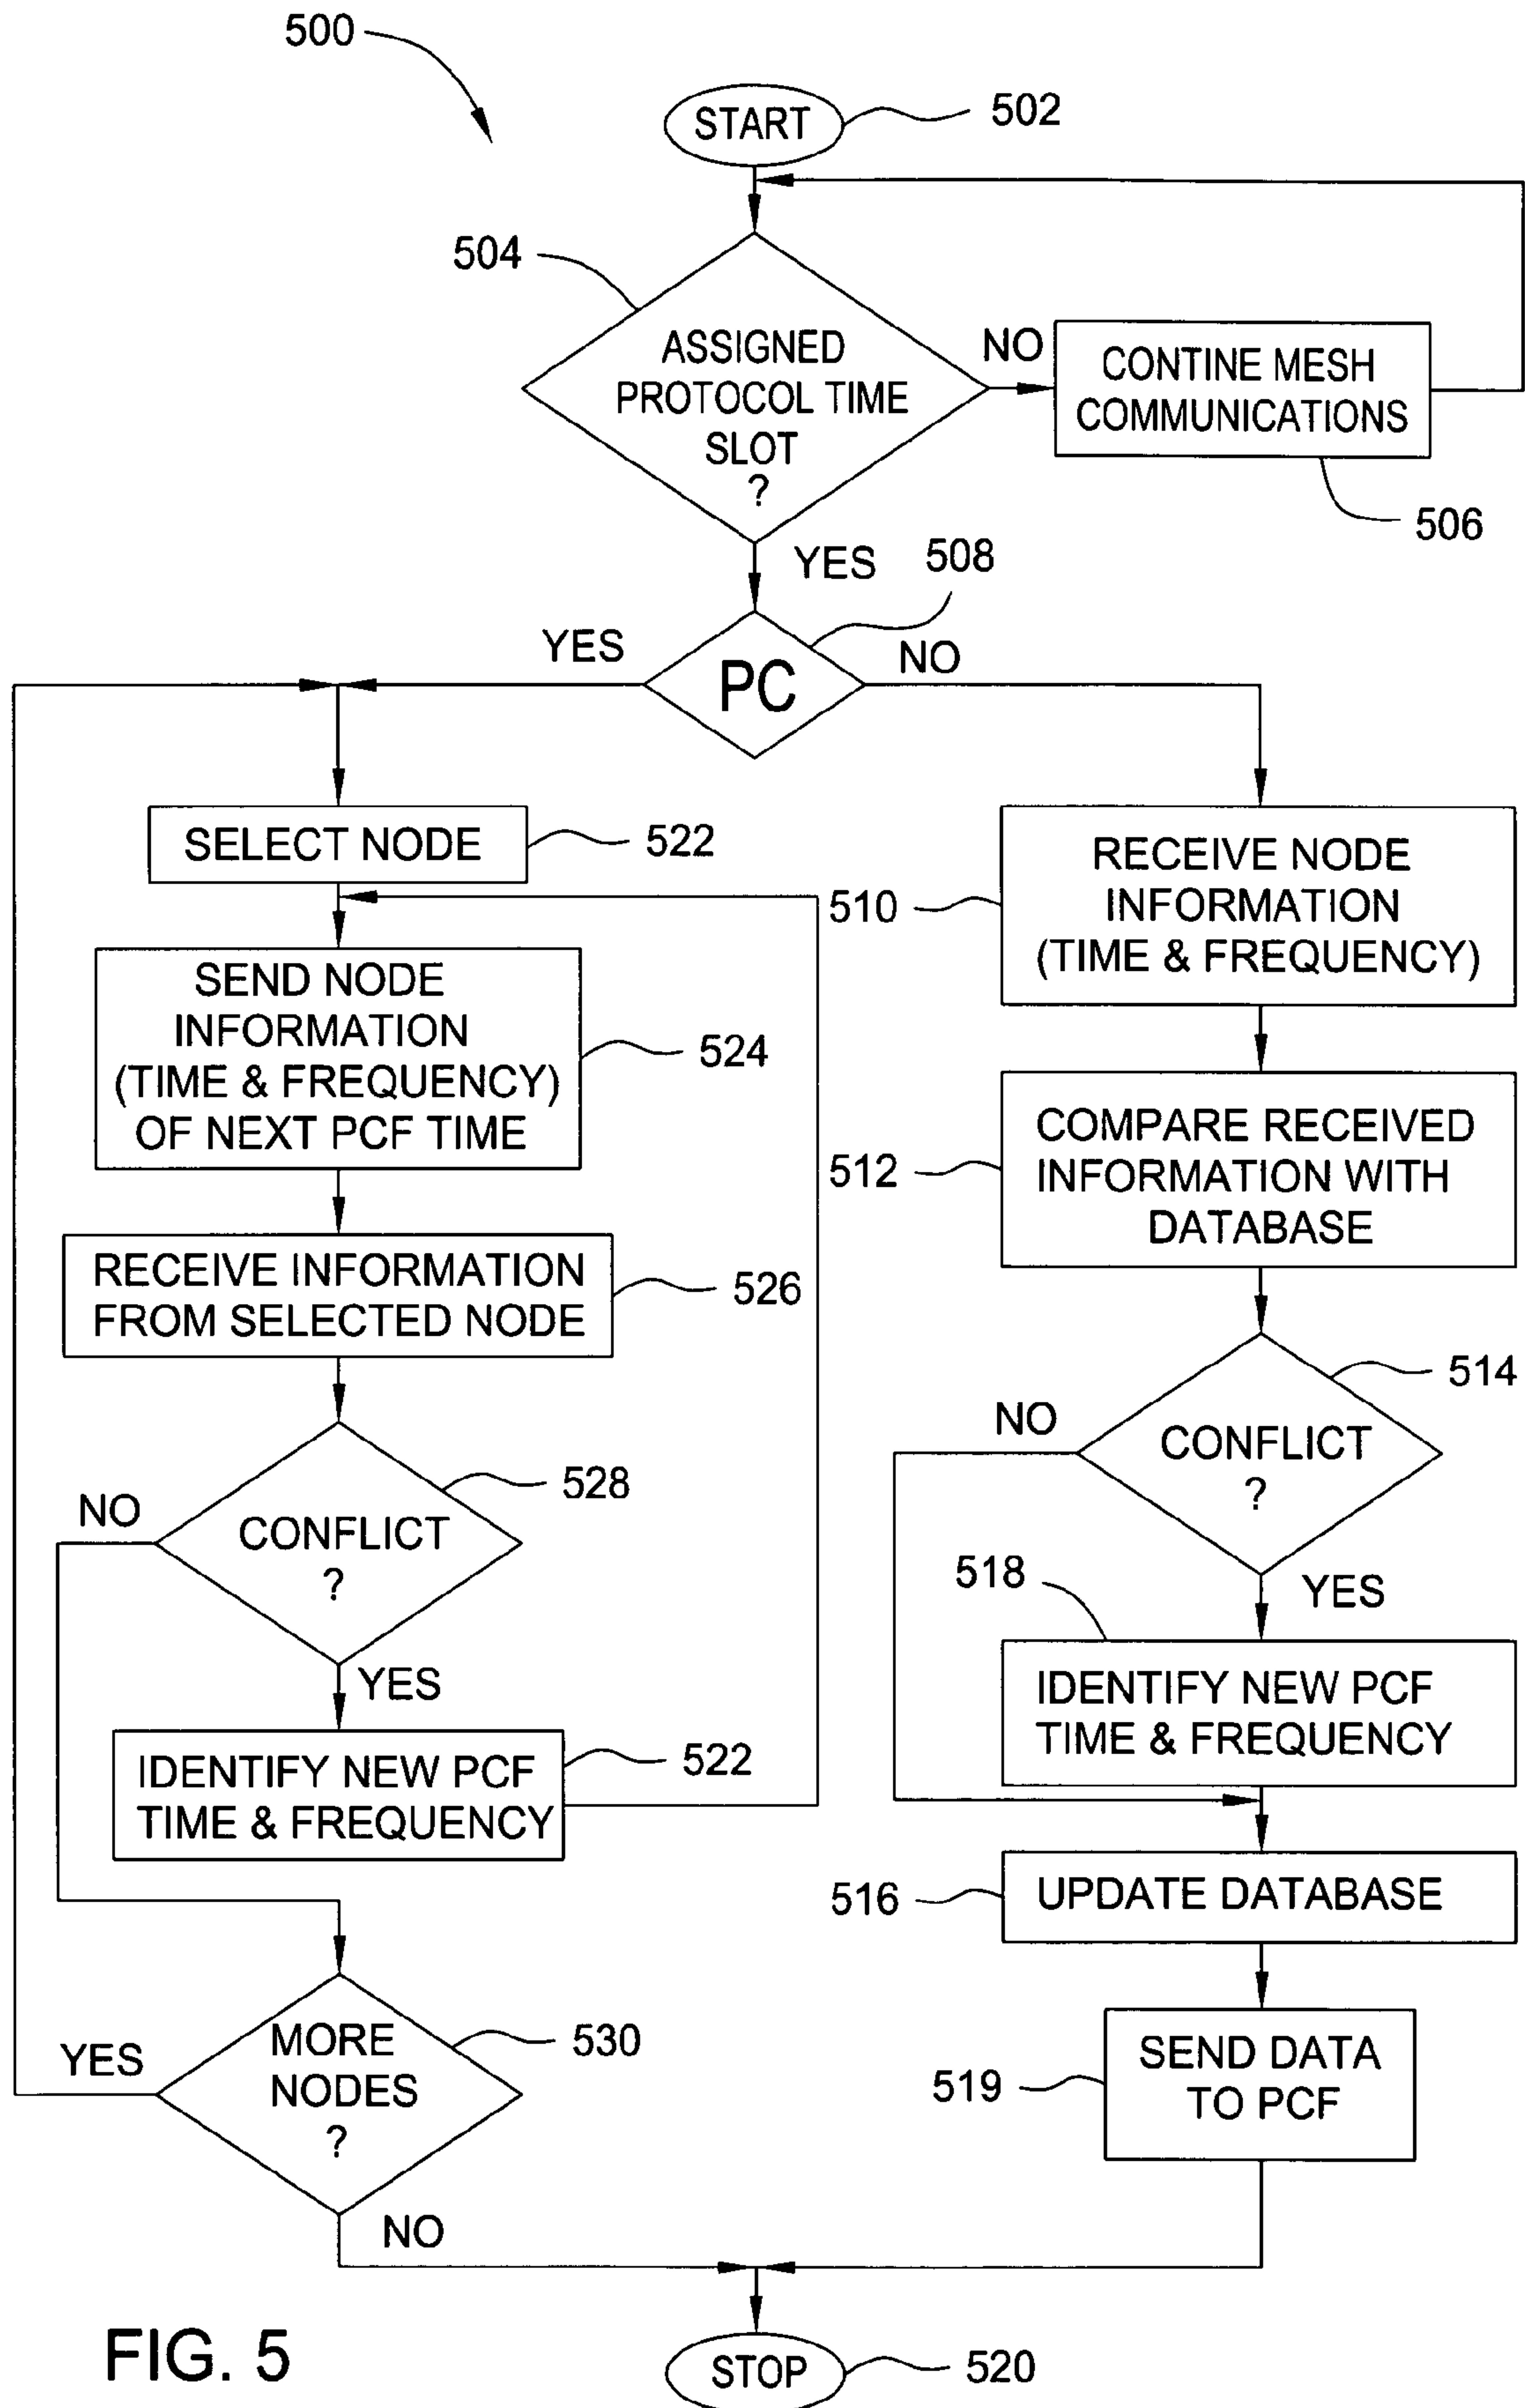 500
START
502
504
ASSIGNED
PROTOCOL TIME
SLOT
?
NO
CONTINE MESH
COMMUNICATIONS
506
YES
508
YES
PC
NO
SELECT NODE
522
SEND NODE
INFORMATION
(TIME & FREQUENCY)
OF NEXT PCF TIME
524
RECEIVE INFORMATION
FROM SELECTED NODE
526
CONFLICT
?
528
NO
YES
IDENTIFY NEW PCF
TIME & FREQUENCY
522
MORE
NODES
?
530
YES
NO
RECEIVE NODE
INFORMATION
(TIME & FREQUENCY)
510
COMPARE RECEIVED
INFORMATION WITH
DATABASE
512
CONFLICT
?
514
NO
YES
518
IDENTIFY NEW PCF
TIME & FREQUENCY
UPDATE DATABASE
516
SEND DATA
TO PCF
519
STOP
520
FIG. 5